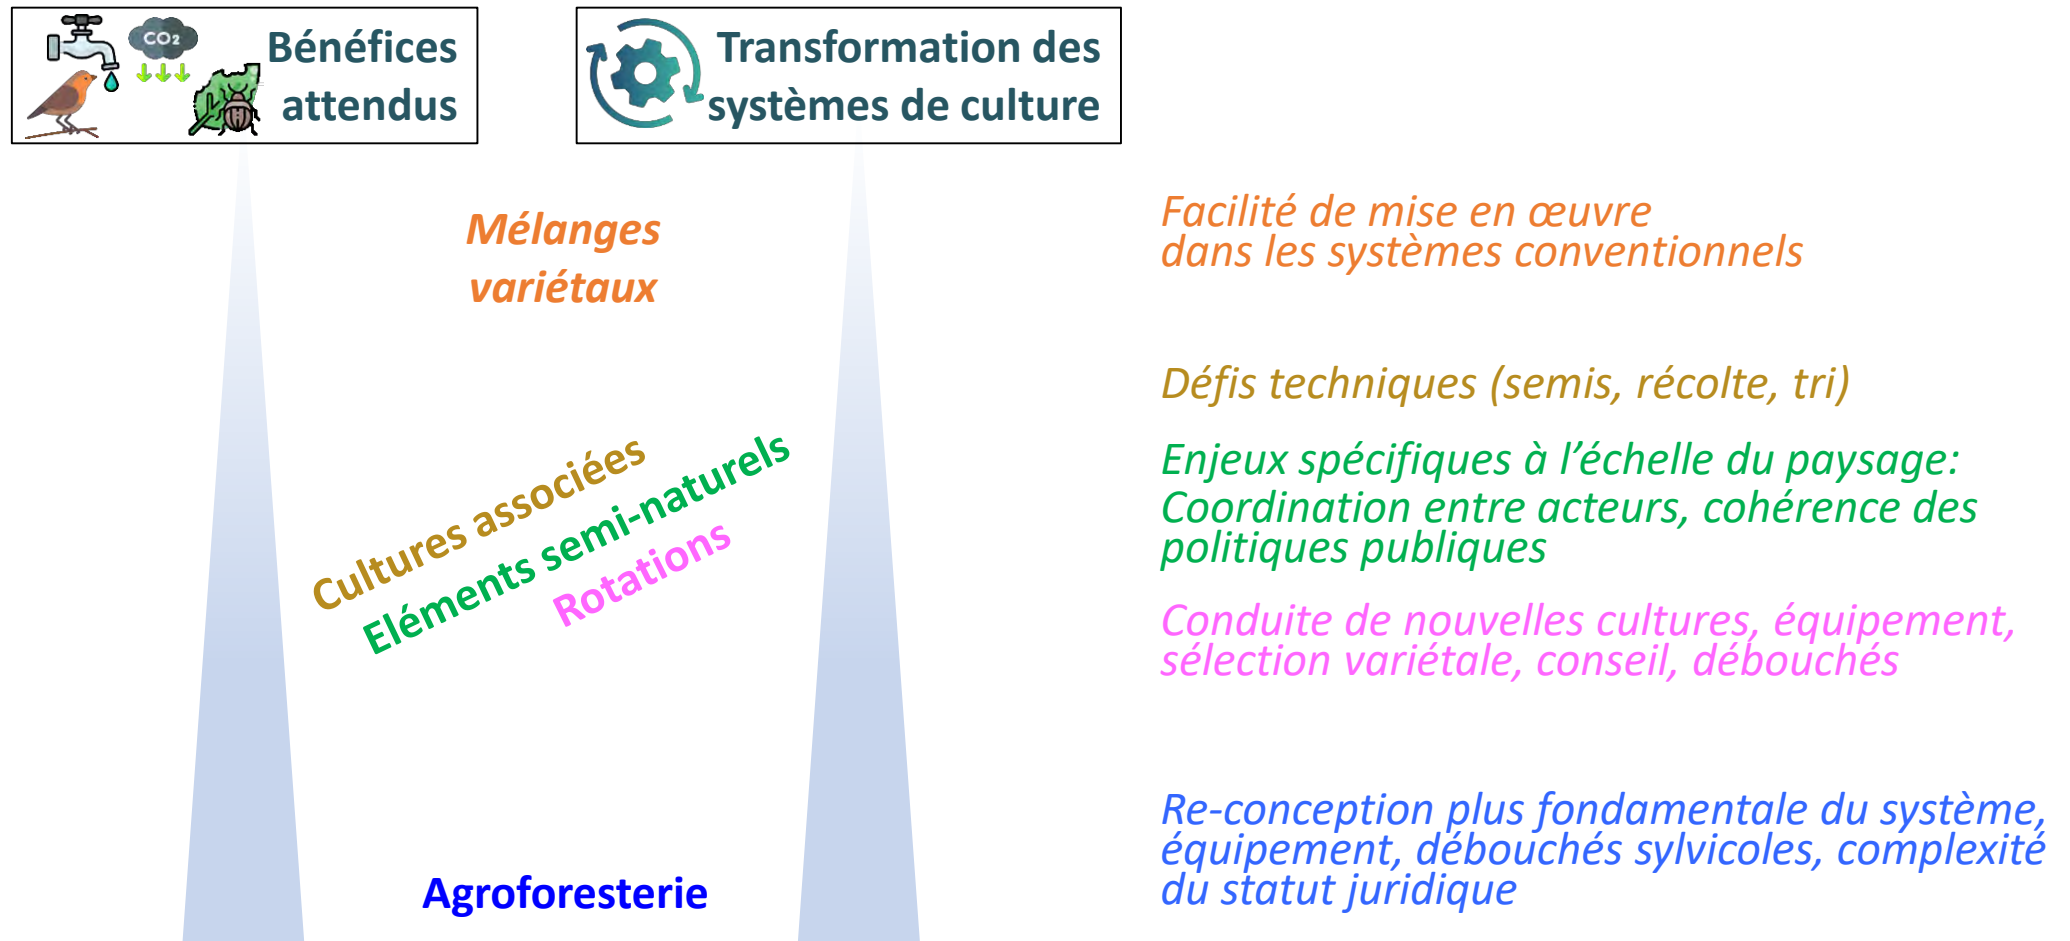 CO2
Bénéfices
attendus
Transformation des
systèmes de culture
Mélanges
variétaux
Facilité de mise en œuvre
dans les systèmes conventionnels
Défis techniques (semis, récolte, tri)
Cultures associées
Eléments semi-naturels
Rotations
Enjeux spécifiques à l’échelle du paysage:
Coordination entre acteurs, cohérence des
politiques publiques
Conduite de nouvelles cultures, équipement,
sélection variétale, conseil, débouchés
Agroforesterie
Re-conception plus fondamentale du système,
équipement, débouchés sylvicoles, complexité
du statut juridique